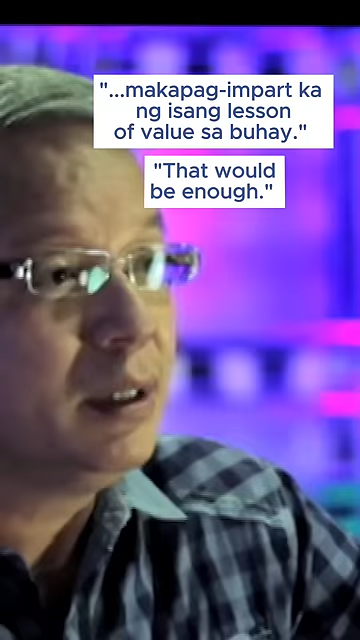 "...makapag-impart ka
ng isang lesson
of value sa buhay."
"That would
be enough."